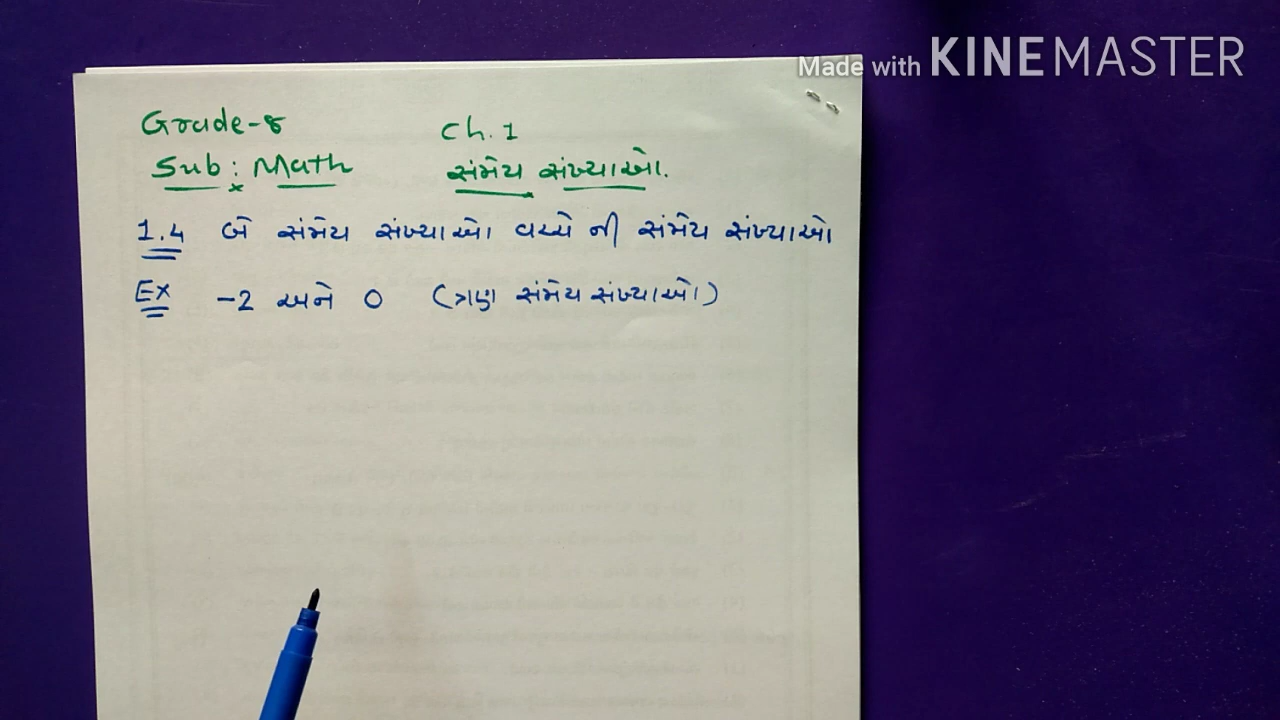 Made with KINEMASTER
Grade-8 Ch. 1
Sub : Math સંમેય સંખ્યાઓ.
1.4 બે સંમેય સંખ્યાઓ વચ્ચે ની સંમેય સંખ્યાઓ
Ex -2 અને 0 (ત્રણ સંમેય સંખ્યાઓ)